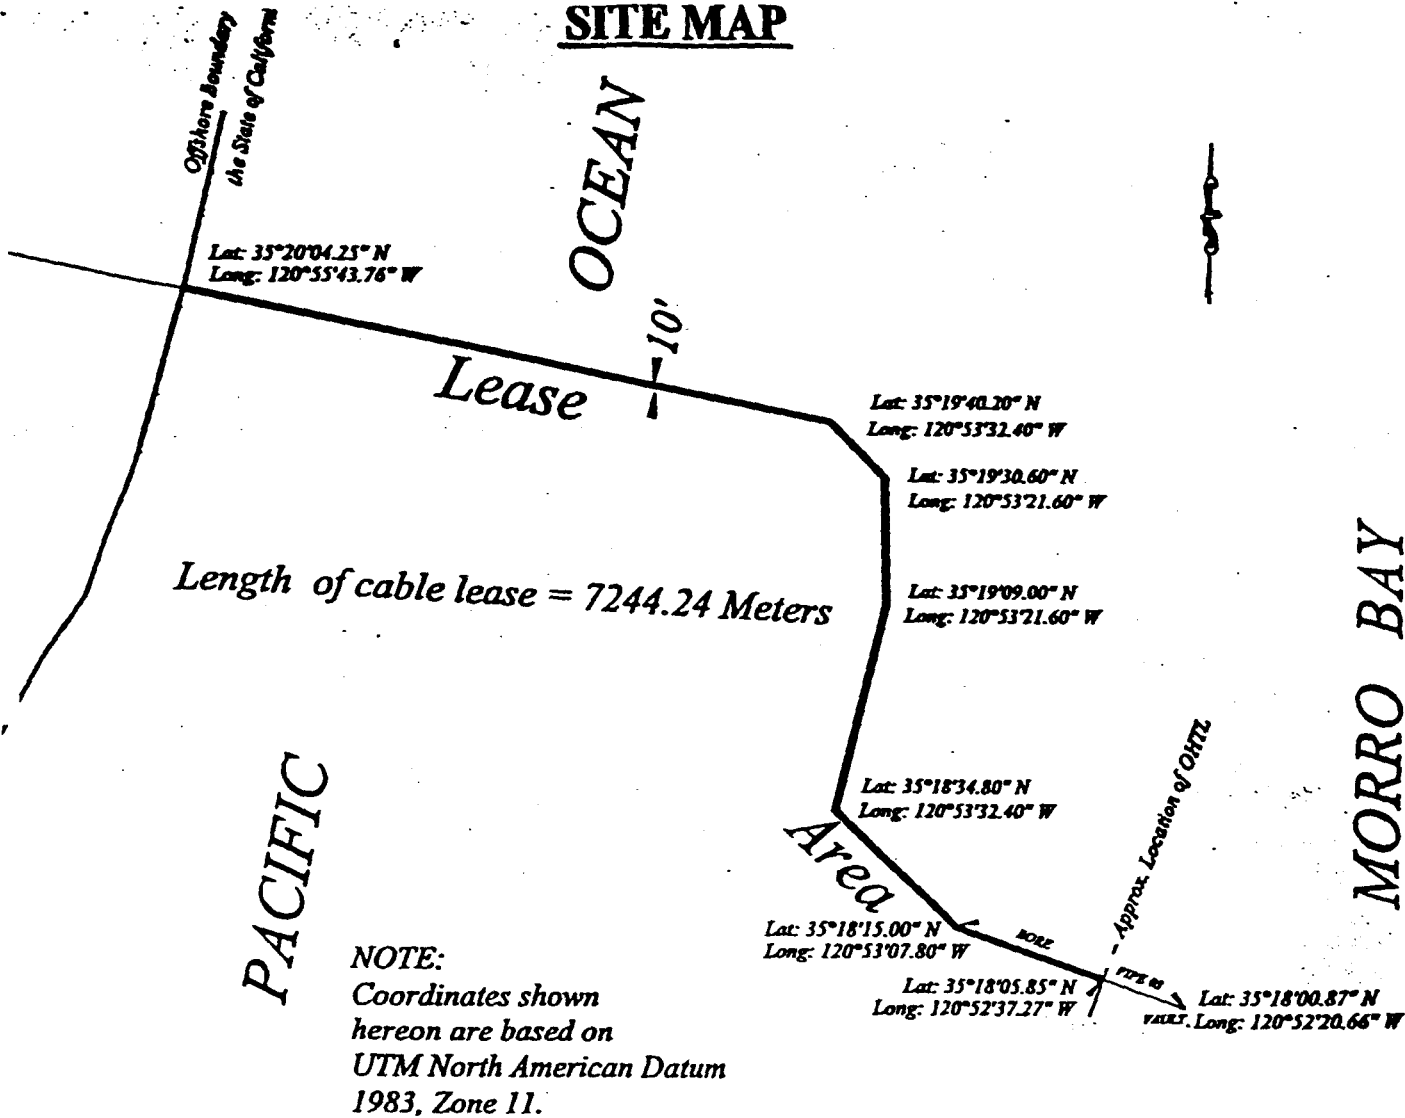 SITE MAP
Offshore Boundary
the State of Californi
OCEAN
Lat: 35°20'04.25" N
Long: 120°55'43.76" W
10'
Lease
Lat: 35°19'40.20" N
Long: 120°53'32.40" W
Lat: 35°19'30.60" N
Long: 120°53'21.60" W
Length of cable lease = 7244.24 Meters
Lat: 35°19'09.00" N
Long: 120°53'21.60" W
MORRO BAY
PACIFIC
Lat: 35°18'34.80" N
Long: 120°53'32.40" W
Area
Approx. Location of OHTL
Lat: 35°18'15.00" N
Long: 120°53'07.80" W
BORE
Lat: 35°18'05.85" N
Long: 120°52'37.27" W
PIPE
VAULT.
Lat: 35°18'00.87" N
Long: 120°52'20.66" W
NOTE:
Coordinates shown
hereon are based on
UTM North American Datum
1983, Zone 11.